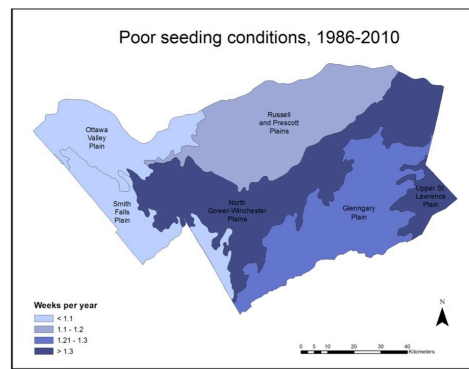 Poor seeding conditions, 1986-2010
Ottawa
Valley
Plain
Russell
and Prescott
Plains
Smith
Falls
Plain
North
Gower-Winchester
Plains
Glenngary
Plain
Upper St
Lawrence
Plain
Weeks per year
< 1.1
1.1 - 1.2
1.21 - 1.3
> 1.3
N
0 5 10 20 30 40
Kilometers